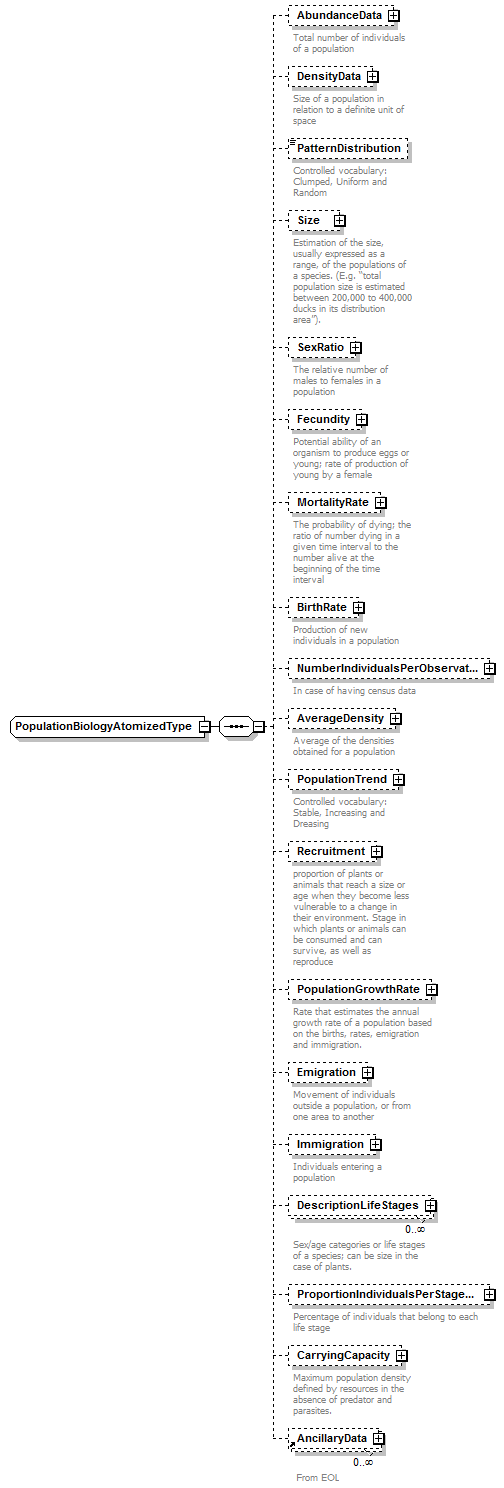 AbundanceData
Total number of individuals
of a population
DensityData
Size of a population in
relation to a definite unit of
space
PatternDistribution
Controlled vocabulary:
Clumped, Uniform and
Random
Size
Estimation of the size,
usually expressed as a
range, of the populations of
a species. (E.g. “total
population size is estimated
between 200,000 to 400,000
ducks in its distribution
area”).
SexRatio
The relative number of
males to females in a
population
Fecundity
Potential ability of an
organism to produce eggs or
young; rate of production of
young by a female
MortalityRate
The probability of dying; the
ratio of number dying in a
given time interval to the
number alive at the
beginning of the time
interval
BirthRate
Production of new
individuals in a population
NumberIndividualsPerObservat...
In case of having census data
PopulationBiologyAtomizedType
AverageDensity
Average of the densities
obtained for a population
PopulationTrend
Controlled vocabulary:
Stable, Increasing and
Dreasing
Recruitment
proportion of plants or
animals that reach a size or
age when they become less
vulnerable to a change in
their environment. Stage in
which plants or animals can
be consumed and can
survive, as well as
reproduce
PopulationGrowthRate
Rate that estimates the annual
growth rate of a population based
on the births, rates, emigration
and immigration.
Emigration
Movement of individuals
outside a population, or from
one area to another
Immigration
Individuals entering a
population
DescriptionLifeStages
0..∞
Sex/age categories or life stages
of a species; can be size in the
case of plants.
ProportionIndividualsPerStage...
Percentage of individuals that belong to each
life stage
CarryingCapacity
Maximum population density
defined by resources in the
absence of predator and
parasites.
AncillaryData
0..∞
From EOL